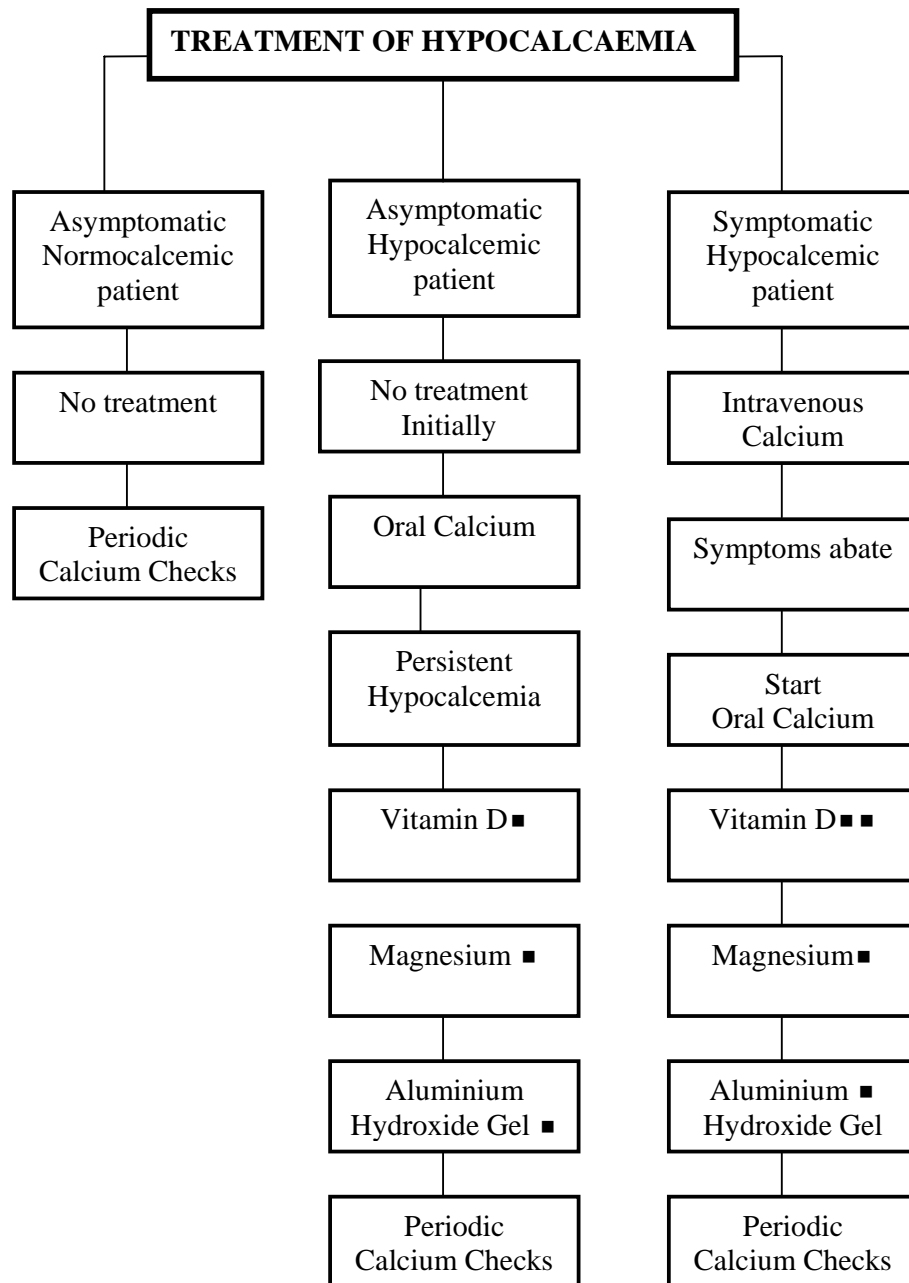 TREATMENT OF HYPOCALCAEMIA
Asymptomatic
Normocalcemic
patient
No treatment
Periodic
Calcium Checks
Asymptomatic
Hypocalcemic
patient
No treatment
Initially
Oral Calcium
Persistent
Hypocalcemia
Vitamin D■
Magnesium ■
Aluminium
Hydroxide Gel ■
Periodic
Calcium Checks
Symptomatic
Hypocalcemic
patient
Intravenous
Calcium
Symptoms abate
Start
Oral Calcium
Vitamin D■ ■
Magnesium■
Aluminium ■
Hydroxide Gel
Periodic
Calcium Checks